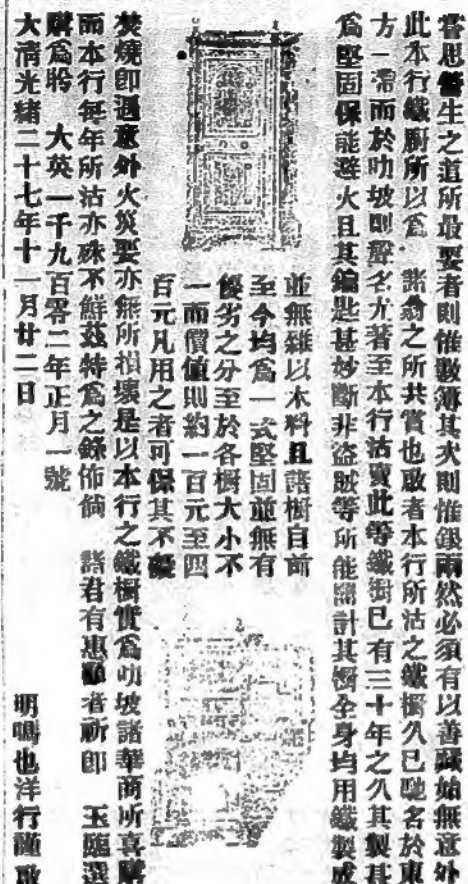 嘗思營生之道所最要者則惟數簿其次則惟銀兩然必須有以善藏始無意外
此本行鐵廚所以爲 諸翁之所共賞也啟者本行所沽之鐵櫥久已馳名於東
方一帶而於叻坡則聲名尤著至本行沽賣此等鐵櫥已有三十年之久其製甚
爲堅固保能避火且其鎖匙甚妙斷非盜賊等所能鬭計其櫥全身均用鐵製成
並無雜以木料且諸櫥自前
至今均爲一式堅固並無有
優劣之分至於各櫥大小不
一而價値則約一百元至四
百元凡用之者可保其不礙
焚燒卽遇意外火災要亦無所損壞是以本行之鐵櫥實爲叻坡諸華商所喜購
而本行每年所沽亦殊不鮮茲特爲之錄佈倘 諸君有惠顧者祈卽 玉臨選
購爲盼 大英一千九百零二年正月一號
大淸光緒二十七年十一月廿二日 明鳴也洋行謹啟